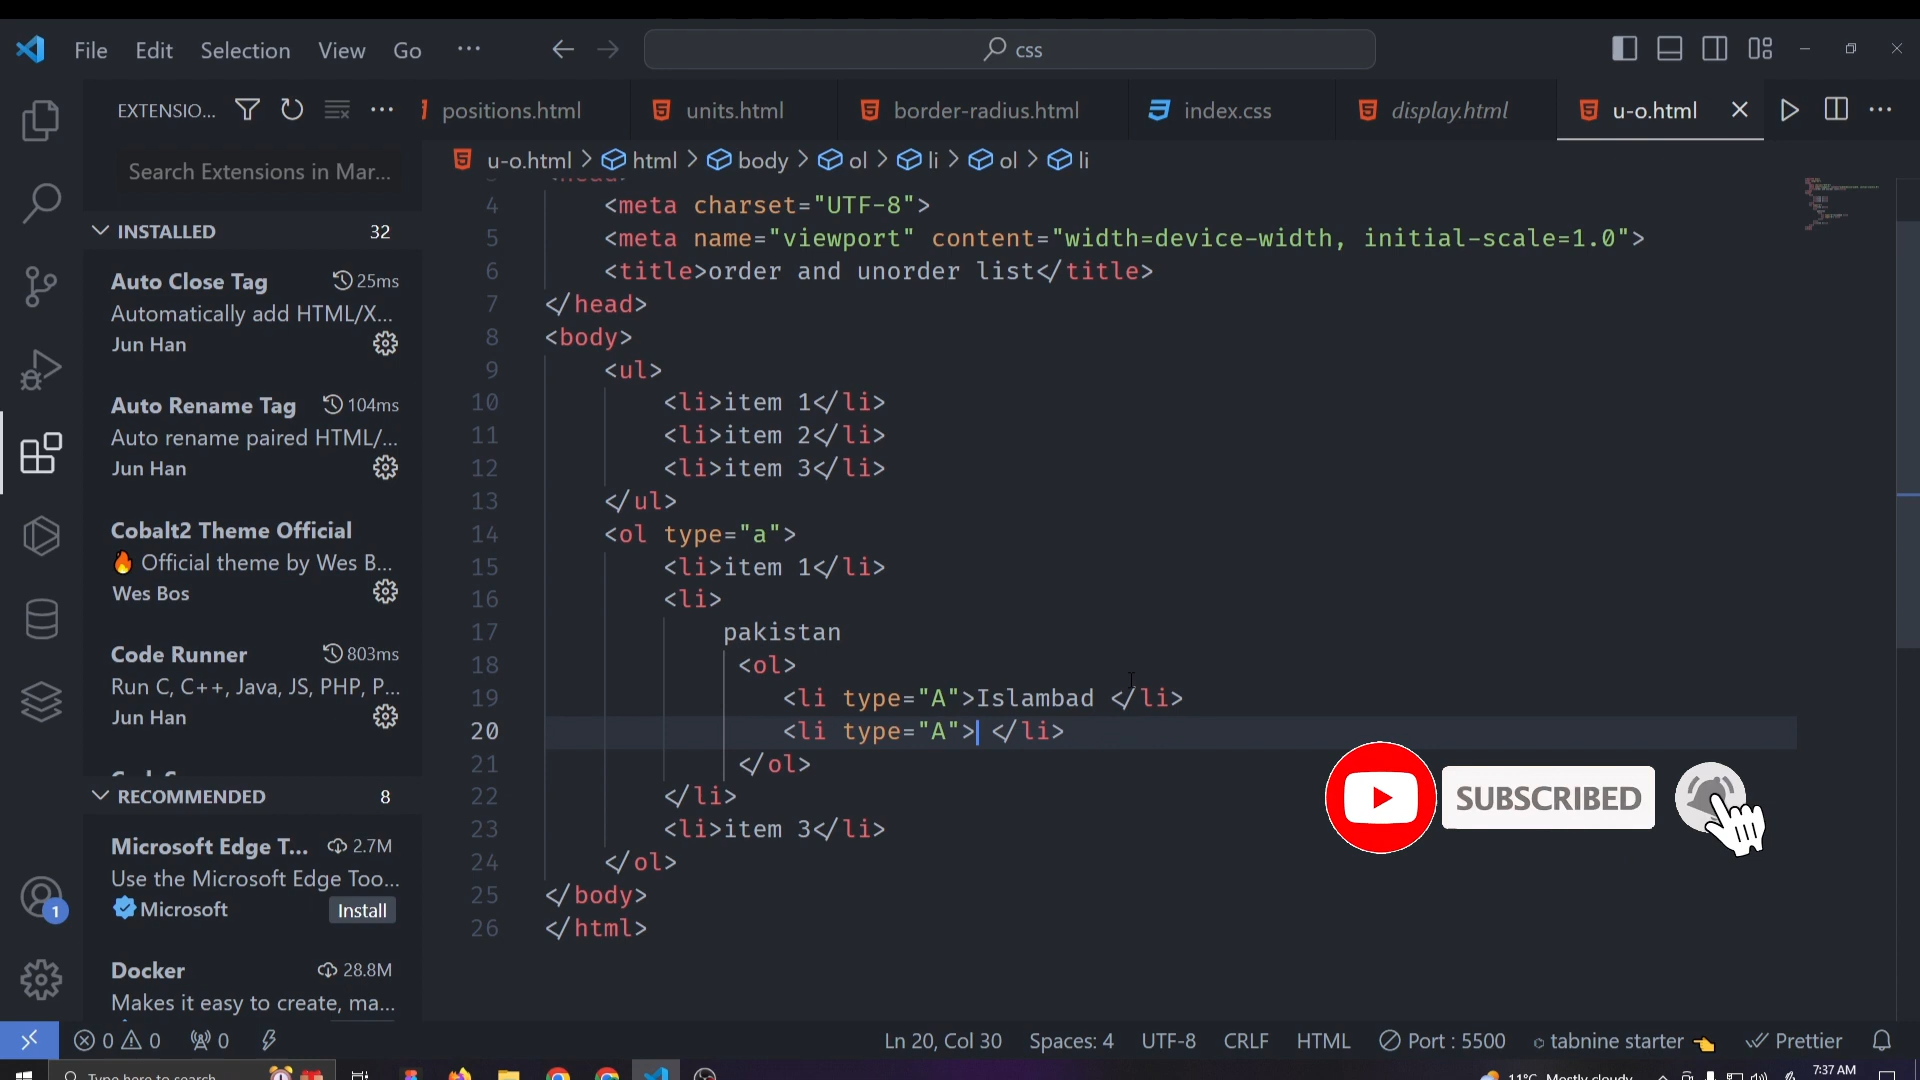 File Edit Selection View Go ··· css
EXTENSIO... ··· positions.html units.html border-radius.html index.css display.html u-o.html ···
u-o.html > html > body > ol > li > ol > li
Search Extensions in Mar...
INSTALLED 32
Auto Close Tag 25ms
Automatically add HTML/X...
Jun Han
Auto Rename Tag 104ms
Auto rename paired HTML/...
Jun Han
Cobalt2 Theme Official
🔥 Official theme by Wes B...
Wes Bos
Code Runner 803ms
Run C, C++, Java, JS, PHP, P...
Jun Han
RECOMMENDED 8
Microsoft Edge T... 2.7M
Use the Microsoft Edge Too...
Microsoft Install
Docker 28.8M
Makes it easy to create, ma...
1
4 <meta charset="UTF-8">
5 <meta name="viewport" content="width=device-width, initial-scale=1.0">
6 <title>order and unorder list</title>
7 </head>
8 <body>
9 <ul>
10 <li>item 1</li>
11 <li>item 2</li>
12 <li>item 3</li>
13 </ul>
14 <ol type="a">
15 <li>item 1</li>
16 <li>
17 pakistan
18 <ol>
19 <li type="A">Islambad </li>
20 <li type="A"> </li>
21 </ol>
22 </li>
23 <li>item 3</li>
24 </ol>
25 </body>
26 </html>
SUBSCRIBED
0 0 0 Ln 20, Col 30 Spaces: 4 UTF-8 CRLF HTML Port : 5500 tabnine starter Prettier
Type here to search 11°C Mostly cloudy 7:37 AM